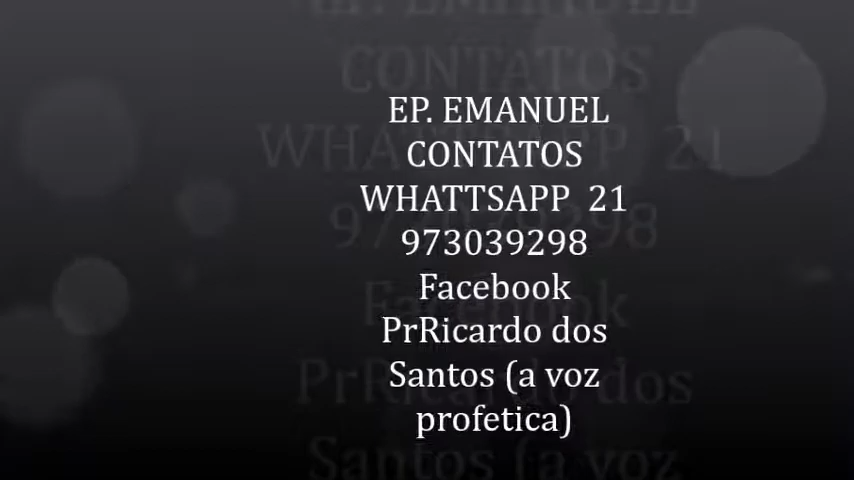 EP. EMANUEL
CONTATOS
WHATTSAPP  21
973039298
Facebook
PrRicardo dos
Santos (a voz
profetica)